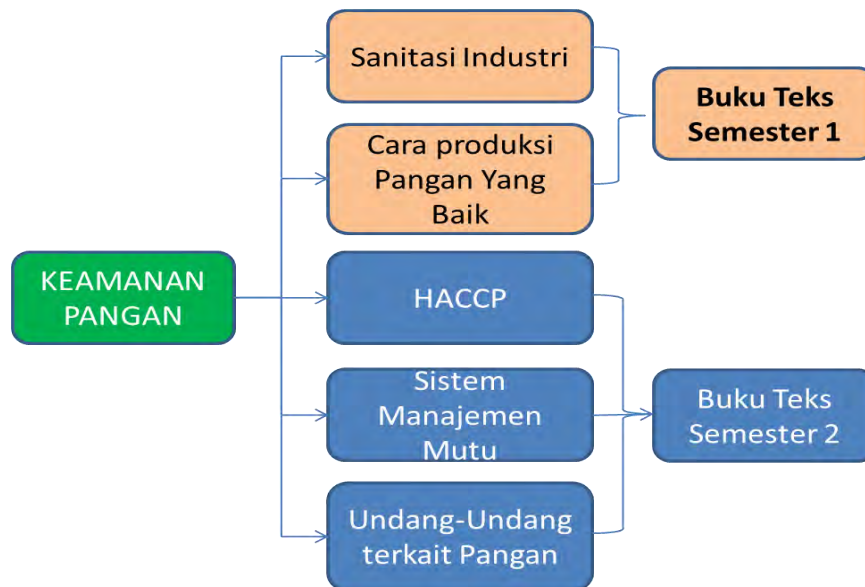 Sanitasi Industri
Buku Teks
Semester 1
Cara produksi
Pangan Yang
Baik
KEAMANAN
PANGAN
HACCP
Sistem
Manajemen
Mutu
Buku Teks
Semester 2
Undang-Undang
terkait Pangan